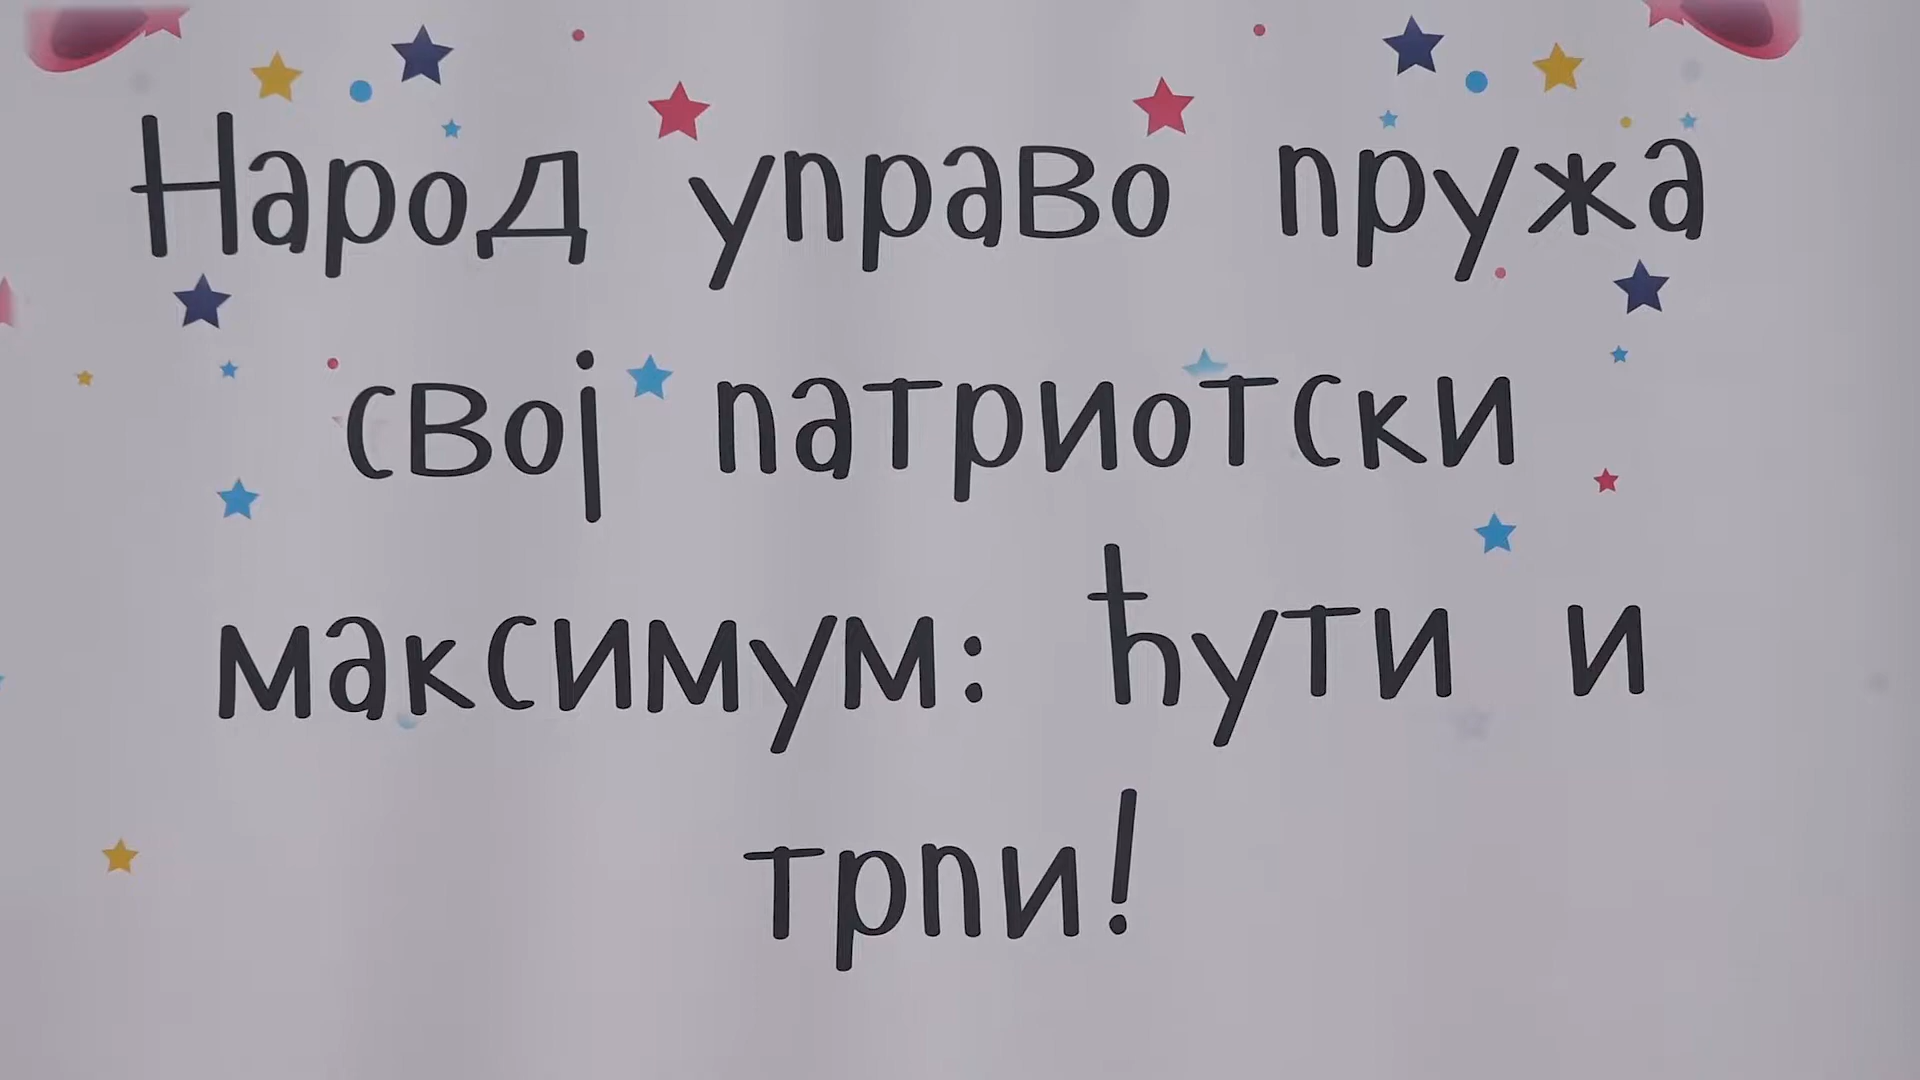 Народ управо пружа
свој патриотски
максимум: ћути и
трпи!